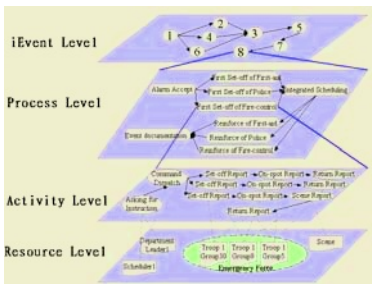 iEvent Level
1 2 3 4 5 6 7 8
Process Level
First Set-off of First-aid
Alarm Accept First Set-off of Police Integrated Scheduling
First Set-off of Fire-control
Reinforce of First-aid
Event documentation Reinforce of Police
Reinforce of Fire-control
Activity Level
Command
Dispatch
Set-off Report On-spot Report Return Report
Set-off Report On-spot Report Return Report
Set-off Report On-spot Report Scene Report
Asking for
Instruction
Return Report
Resource Level
Department
Leader1
Scheduler1
Troop 1 Troop 1 Troop 1
Group10 Group8 Group5
Emergency Force
Scene